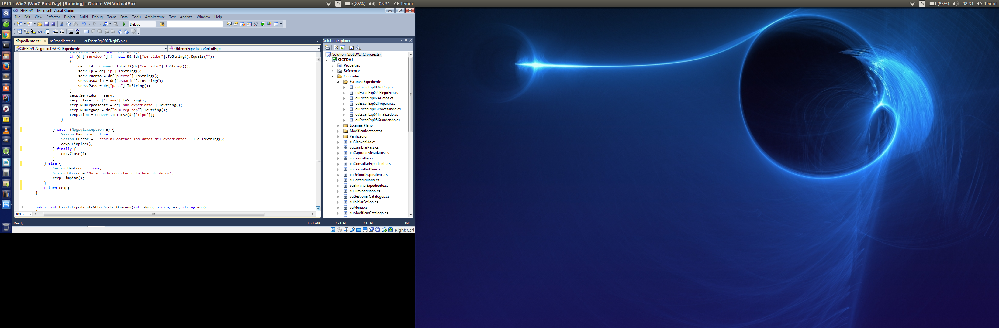 IE11 - Win7 (Win7-FirstDay) [Running] - Oracle VM VirtualBox
Es (85%) 08:31 Temoc
Es (85%) 08:31 Temoc
SIGEDV1 - Microsoft Visual Studio
File Edit View Refactor Project Build Debug Team Data Tools Architecture Test Analyze Window Help
Debug
dExpediente.cs* mExpediente.cs cuEscanExp020ElegirExp.cs
SIGEDV1.Negocio.DAOS.dExpediente ObtenerExpediente(int idExp)
cServidor serv = new cServidor();
if (dr["servidor"] != null && !dr["servidor"].ToString().Equals(""))
{
serv.Id = Convert.ToInt32(dr["servidor"].ToString());
serv.Ip = dr["ip"].ToString();
serv.Puerto = dr["puerto"].ToString();
serv.Usuario = dr["usuario"].ToString();
serv.Pass = dr["pass"].ToString();
}
cexp.Servidor = serv;
cexp.Llave = dr["llave"].ToString();
cexp.NumExpediente = dr["num_expediente"].ToString();
cexp.NumRegRep = dr["num_reg_rep"].ToString();
cexp.Tipo = Convert.ToInt32(dr["tipo"]);
}
} catch (NpgsqlException e) {
Sesion.BanError = true;
Sesion.DError = "Error al obtener los datos del expediente: " + e.ToString();
cexp.Limpiar();
} finally {
cnx.Close();
}
} else {
Sesion.BanError = true;
Sesion.DError = "No se pudo conectar a la base de datos";
cexp.Limpiar();
}
return cexp;
}
public int ExisteExpedienteVFPorSectorManzana(int idmun, string sec, string man)
100 %
Solution Explorer
Solution 'SIGEDV1' (2 projects)
SIGEDV1
Properties
References
Controles
EscanearExpediente
cuEscanExp01NoReg.cs
cuEscanExp020ElegirExp.cs
cuEscanExp02ADatos.cs
cuEscanExp02Preparar.cs
cuEscanExp03Procesando.cs
cuEscanExp04Finalizado.cs
cuEscanExp05Guardando.cs
EscanearPlano
ModificarMetadatos
Verificacion
cuBienvenida.cs
cuCambiarPass.cs
cuCapturarMetadatos.cs
cuConsultar.cs
cuConsultarExpediente.cs
cuConsultarPlano.cs
cuDefinirDispositivos.cs
cuEditarUsuario.cs
cuEliminarExpediente.cs
cuEliminarPlano.cs
cuGestionarCatalogos.cs
cuIniciarSesion.cs
cuMenu.cs
cuModificarCatalogo.cs
Ready Ln 1298 Col 39 Ch 39 INS
Right Ctrl